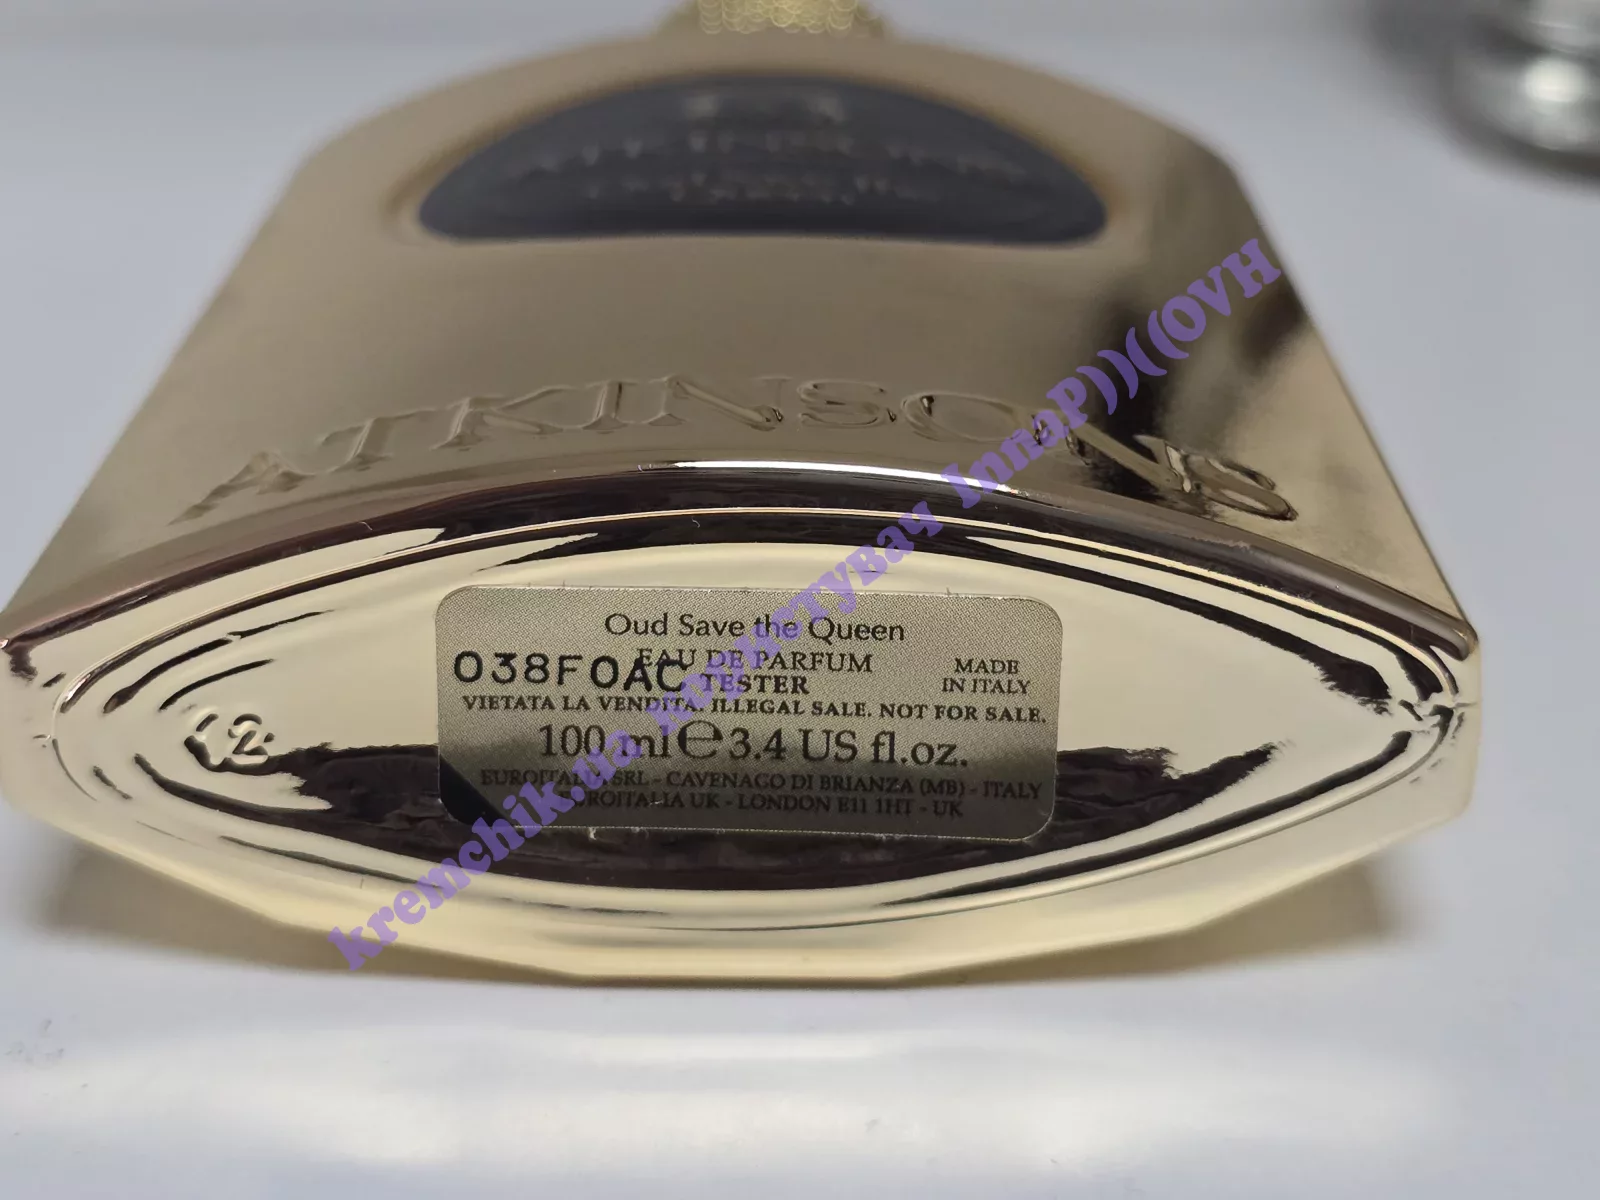 ATKINSONS
Oud Save the Queen
EAU DE PARFUM
038F0AC TESTER
MADE
IN ITALY
VIETATA LA VENDITA. ILLEGAL SALE. NOT FOR SALE.
100 ml ℮ 3.4 US fl.oz.
EUROITALIA SRL - CAVENAGO DI BRIANZA (MB) - ITALY
EUROITALIA UK - LONDON E11 1HT - UK
12
kremchik.ua InnaP))((OVH